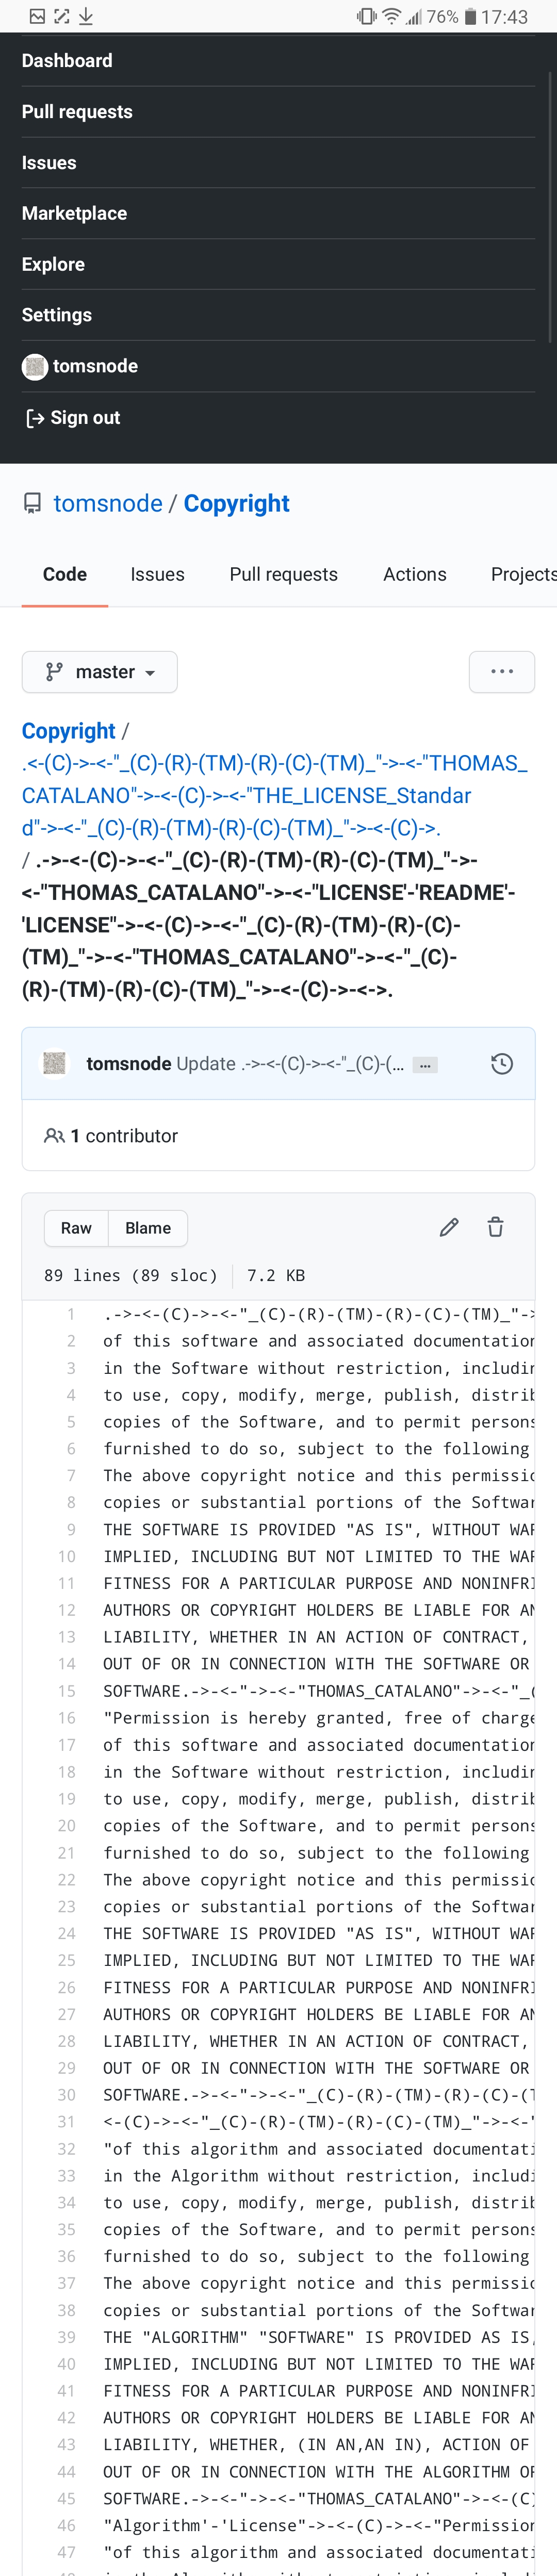 76% 17:43
Dashboard
Pull requests
Issues
Marketplace
Explore
Settings
tomsnode
Sign out
tomsnode / Copyright
Code Issues Pull requests Actions Projects
master ...
Copyright /
.<-(C)->-<-"_(C)-(R)-(TM)-(R)-(C)-(TM)_"->-<-"THOMAS_
CATALANO"->-<-(C)->-<-"THE_LICENSE_Standar
d"->-<-"_(C)-(R)-(TM)-(R)-(C)-(TM)_"->-<-(C)->.
/ .->-<-(C)->-<-"_(C)-(R)-(TM)-(R)-(C)-(TM)_"->-
<-"THOMAS_CATALANO"->-<-"LICENSE'-'README'-
'LICENSE"->-<-(C)->-<-"_(C)-(R)-(TM)-(R)-(C)-
(TM)_"->-<-"THOMAS_CATALANO"->-<-"_(C)-
(R)-(TM)-(R)-(C)-(TM)_"->-<-(C)->-<->.
tomsnode Update .->-<-(C)->-<-"_(C)-(... ...
1 contributor
Raw Blame
89 lines (89 sloc) 7.2 KB
1 .->-<-(C)->-<-"_(C)-(R)-(TM)-(R)-(C)-(TM)_"->
2 of this software and associated documentation
3 in the Software without restriction, includin
4 to use, copy, modify, merge, publish, distrib
5 copies of the Software, and to permit persons
6 furnished to do so, subject to the following
7 The above copyright notice and this permissio
8 copies or substantial portions of the Softwar
9 THE SOFTWARE IS PROVIDED "AS IS", WITHOUT WAR
10 IMPLIED, INCLUDING BUT NOT LIMITED TO THE WAR
11 FITNESS FOR A PARTICULAR PURPOSE AND NONINFRI
12 AUTHORS OR COPYRIGHT HOLDERS BE LIABLE FOR AN
13 LIABILITY, WHETHER IN AN ACTION OF CONTRACT,
14 OUT OF OR IN CONNECTION WITH THE SOFTWARE OR
15 SOFTWARE.->-<-"->-<-"THOMAS_CATALANO"->-<-"_(
16 "Permission is hereby granted, free of charge
17 of this software and associated documentation
18 in the Software without restriction, includin
19 to use, copy, modify, merge, publish, distrib
20 copies of the Software, and to permit persons
21 furnished to do so, subject to the following
22 The above copyright notice and this permissio
23 copies or substantial portions of the Softwar
24 THE SOFTWARE IS PROVIDED "AS IS", WITHOUT WAR
25 IMPLIED, INCLUDING BUT NOT LIMITED TO THE WAR
26 FITNESS FOR A PARTICULAR PURPOSE AND NONINFRI
27 AUTHORS OR COPYRIGHT HOLDERS BE LIABLE FOR AN
28 LIABILITY, WHETHER IN AN ACTION OF CONTRACT,
29 OUT OF OR IN CONNECTION WITH THE SOFTWARE OR
30 SOFTWARE.->-<-"->-<-"_(C)-(R)-(TM)-(R)-(C)-(T
31 <-(C)->-<-"_(C)-(R)-(TM)-(R)-(C)-(TM)_"->-<-'
32 "of this algorithm and associated documentati
33 in the Algorithm without restriction, includi
34 to use, copy, modify, merge, publish, distrib
35 copies of the Software, and to permit persons
36 furnished to do so, subject to the following
37 The above copyright notice and this permissio
38 copies or substantial portions of the Softwar
39 THE "ALGORITHM" "SOFTWARE" IS PROVIDED AS IS,
40 IMPLIED, INCLUDING BUT NOT LIMITED TO THE WAR
41 FITNESS FOR A PARTICULAR PURPOSE AND NONINFRI
42 AUTHORS OR COPYRIGHT HOLDERS BE LIABLE FOR AN
43 LIABILITY, WHETHER, (IN AN,AN IN), ACTION OF
44 OUT OF OR IN CONNECTION WITH THE ALGORITHM OR
45 SOFTWARE.->-<-"->-<-"THOMAS_CATALANO"->-<-(C)
46 "Algorithm'-'License"->-<-(C)->-<-"Permission
47 "of this algorithm and associated documentati